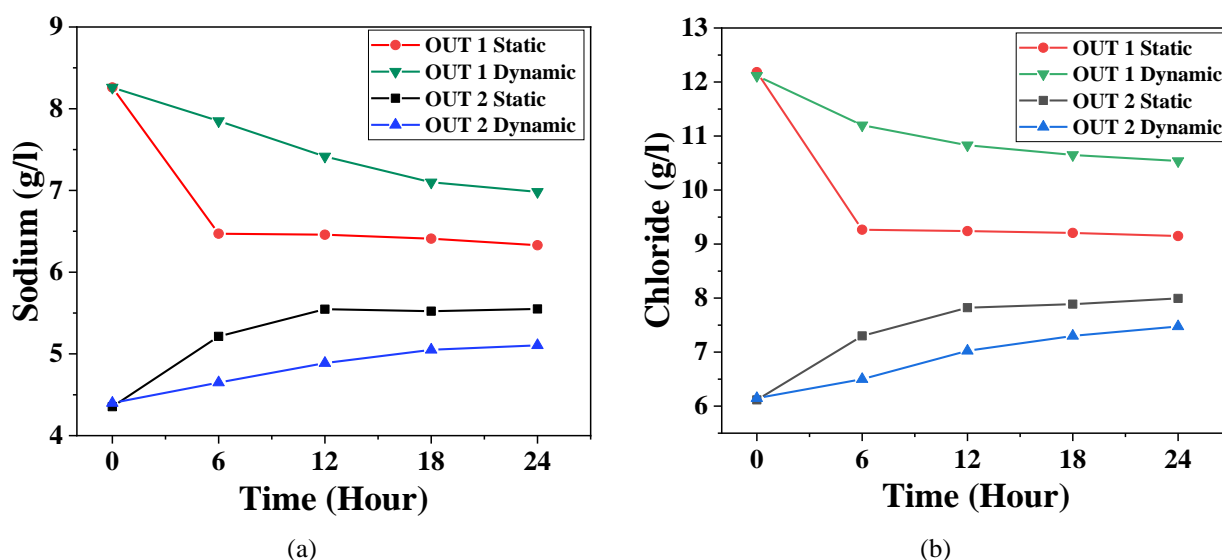 9
8
7
6
5
4
Sodium (g/l)
OUT 1 Static
OUT 1 Dynamic
OUT 2 Static
OUT 2 Dynamic
0 6 12 18 24
Time (Hour)
(a)
13
12
11
10
9
8
7
6
Chloride (g/l)
OUT 1 Static
OUT 1 Dynamic
OUT 2 Static
OUT 2 Dynamic
0 6 12 18 24
Time (Hour)
(b)